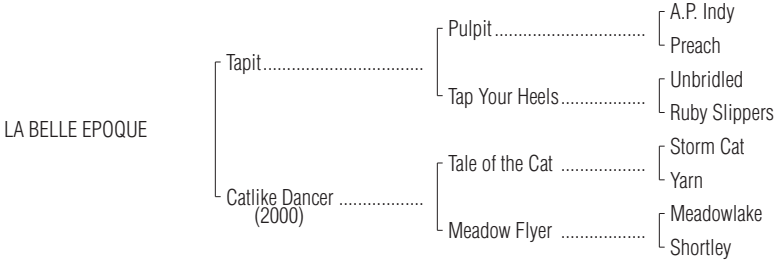 A.P. Indy
Pulpit..............................
Preach
Tapit................................
Unbridled
Tap Your Heels.................
Ruby Slippers
LA BELLE EPOQUE
Storm Cat
Tale of the Cat .................
Yarn
Catlike Dancer .................
(2000)
Meadowlake
Meadow Flyer .................
Shortley